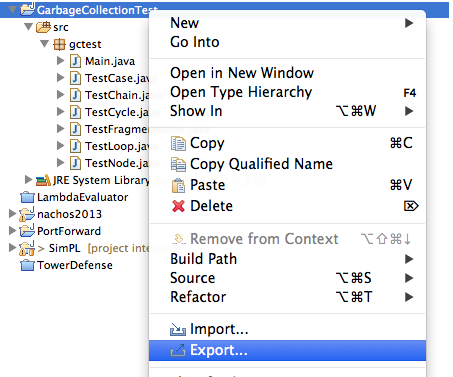 GarbageCollectionTest
src
gctest
Main.java
TestCase.jav
TestChain.ja
TestCycle.ja
TestFragme
TestLoop.jav
TestNode.jav
JRE System Library
LambdaEvaluator
nachos2013
PortForward
> SimPL [project inte
TowerDefense
New
Go Into
Open in New Window
Open Type Hierarchy F4
Show In ⌥⌘W
Copy ⌘C
Copy Qualified Name
Paste ⌘V
Delete ⌦
Remove from Context ⌥⇧⌘↓
Build Path
Source ⌥⌘S
Refactor ⌥⌘T
Import...
Export...